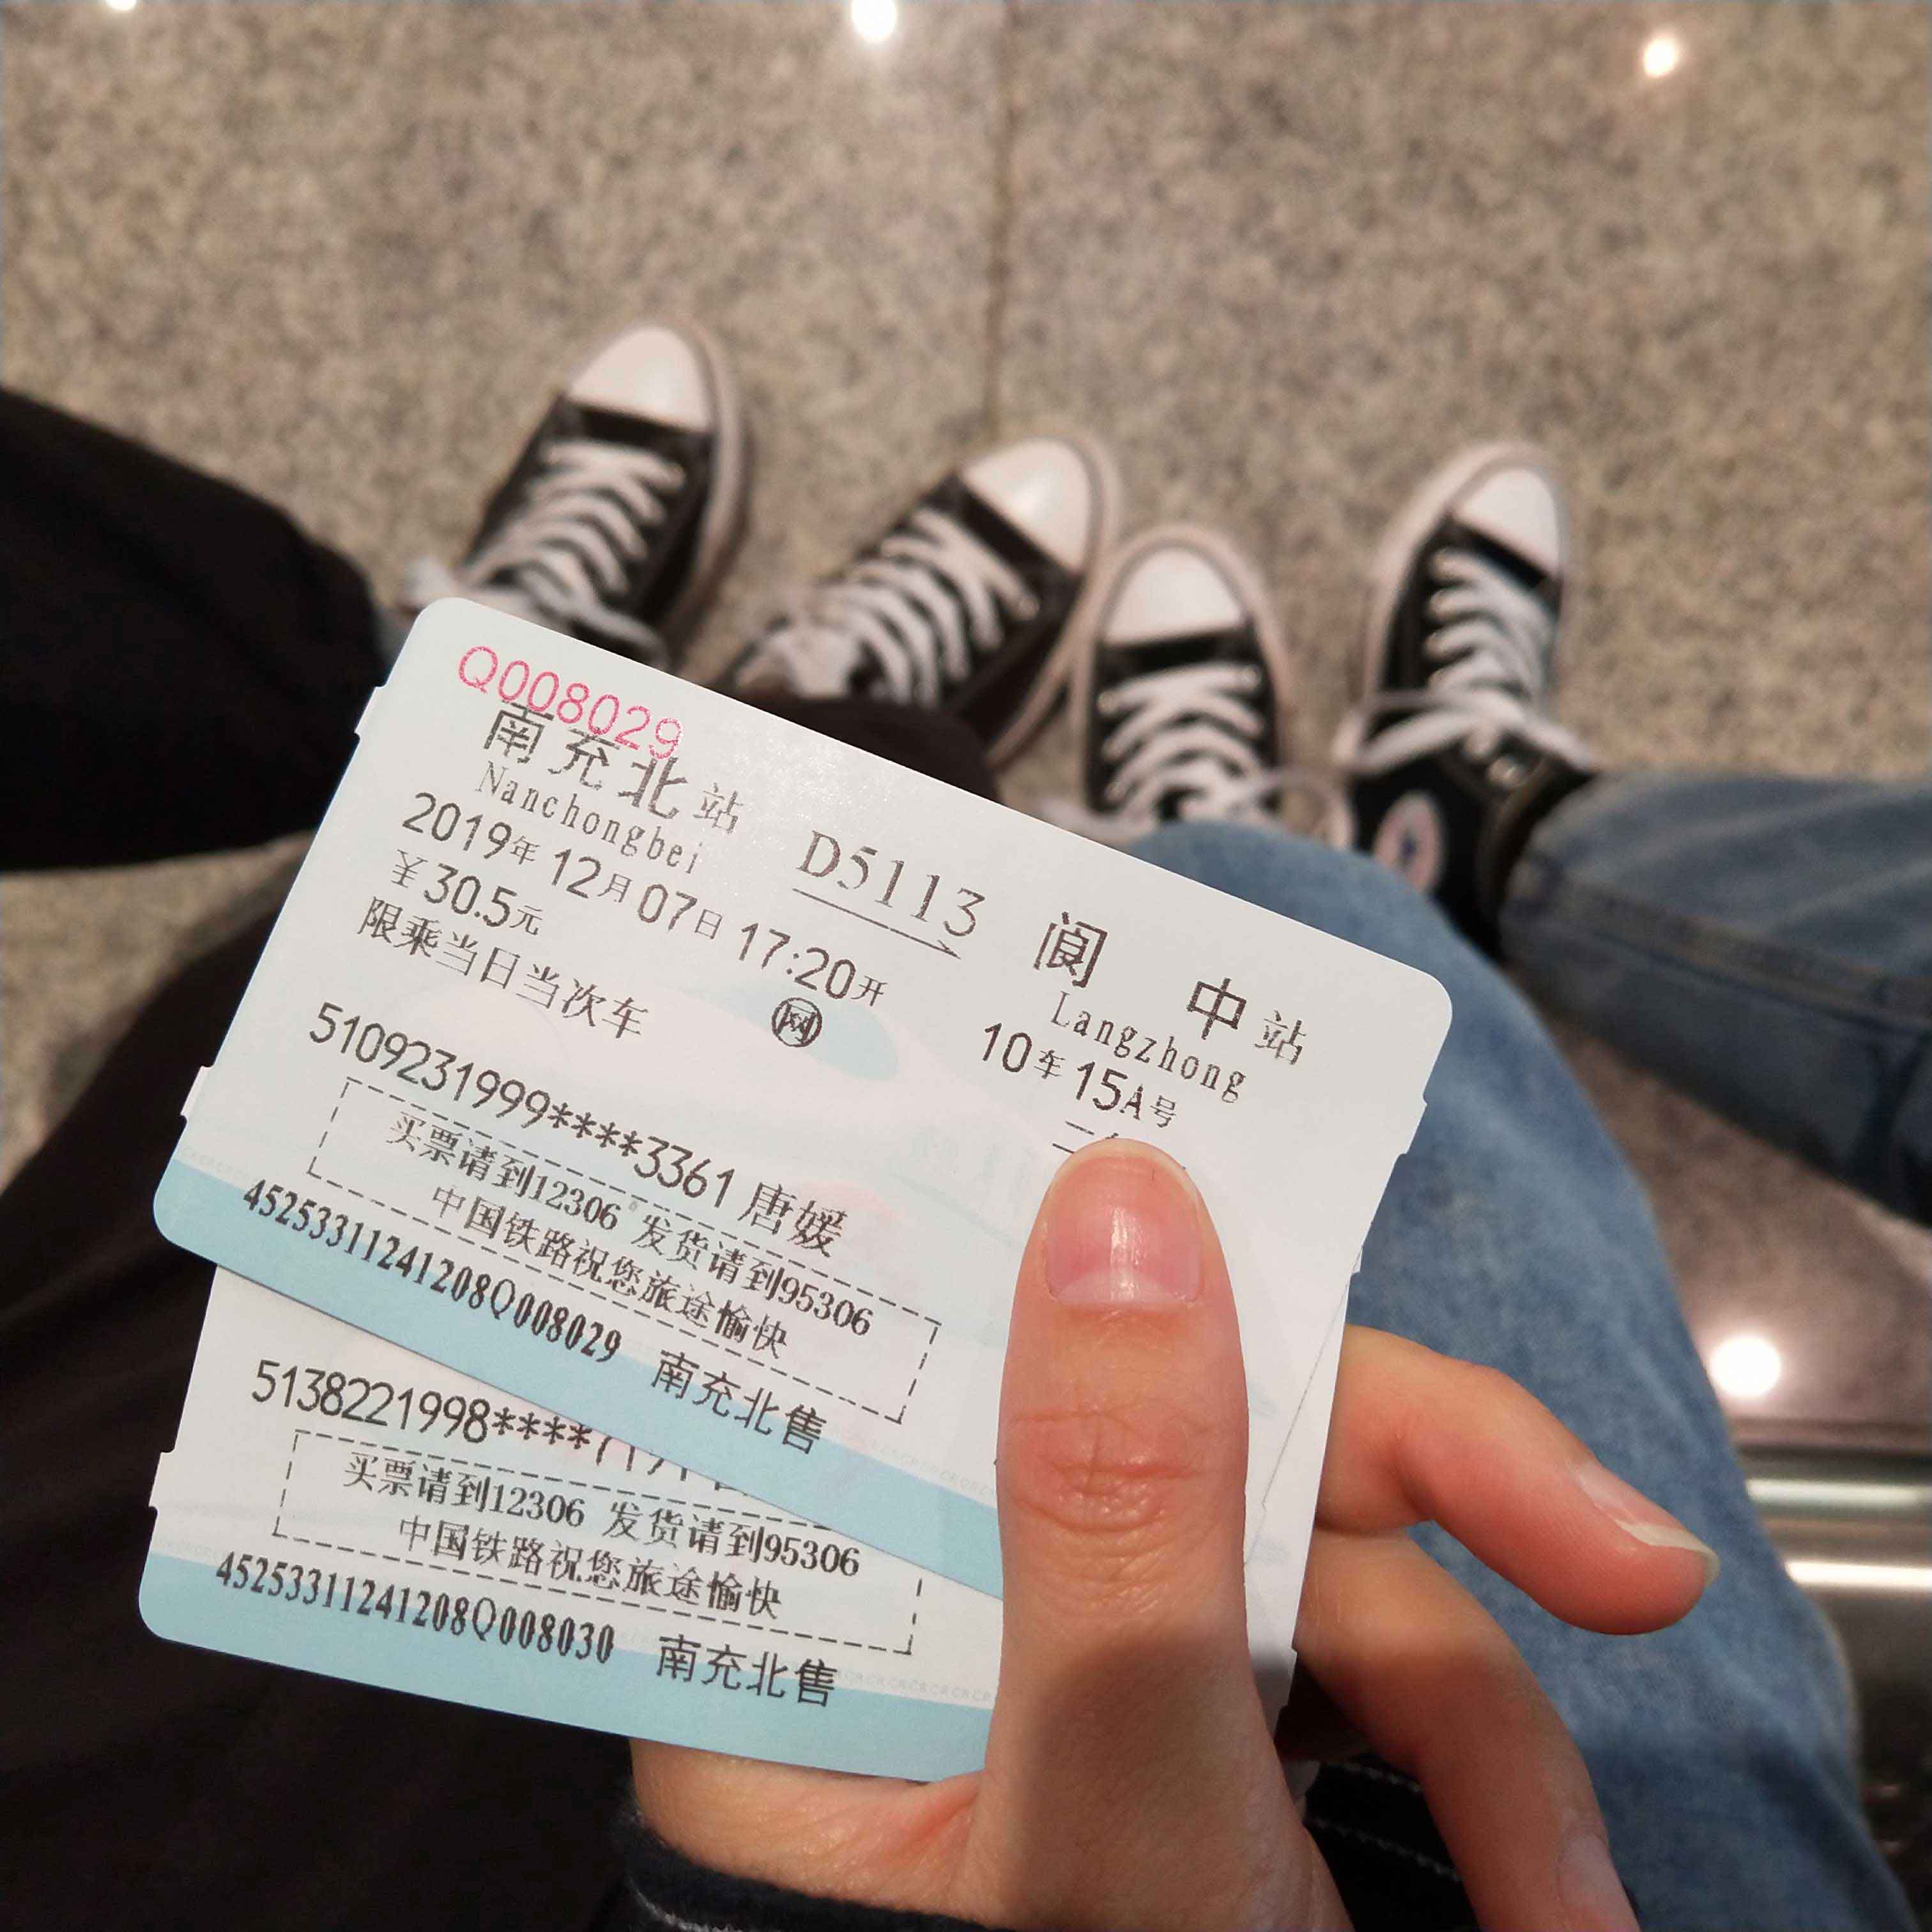 Q008029
南充北站 D5113 阆中站
Nanchongbei Langzhong
2019年12月07日17:20开 10车15A号
¥30.5元 网
限乘当日当次车
5109231999****3361 唐媛
买票请到12306 发货请到95306
中国铁路祝您旅途愉快
45253311241208Q008029 南充北售
5138221998****
买票请到12306 发货请到95306
中国铁路祝您旅途愉快
45253311241208Q008030 南充北售